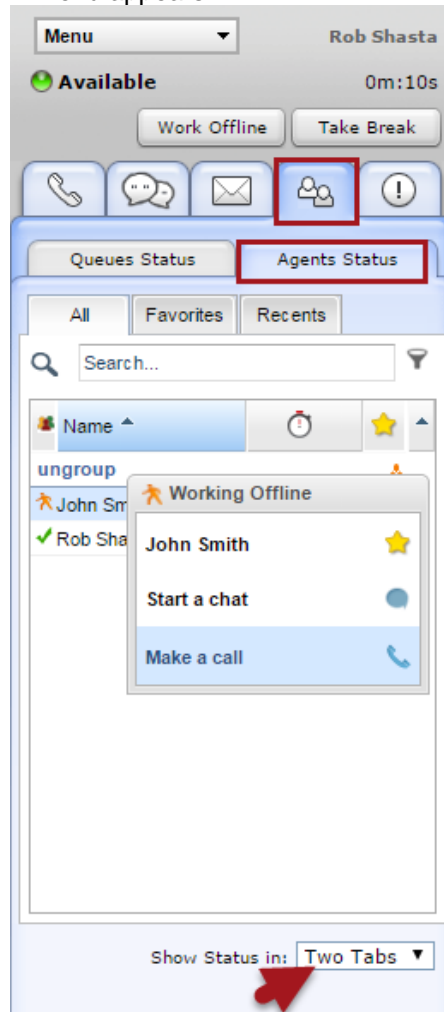 Menu Rob Shasta
Available 0m:10s
Work Offline Take Break
Queues Status Agents Status
All Favorites Recents
Search...
Name
ungroup
John Sm
Working Offline
Rob Sha
John Smith
Start a chat
Make a call
Show Status in: Two Tabs